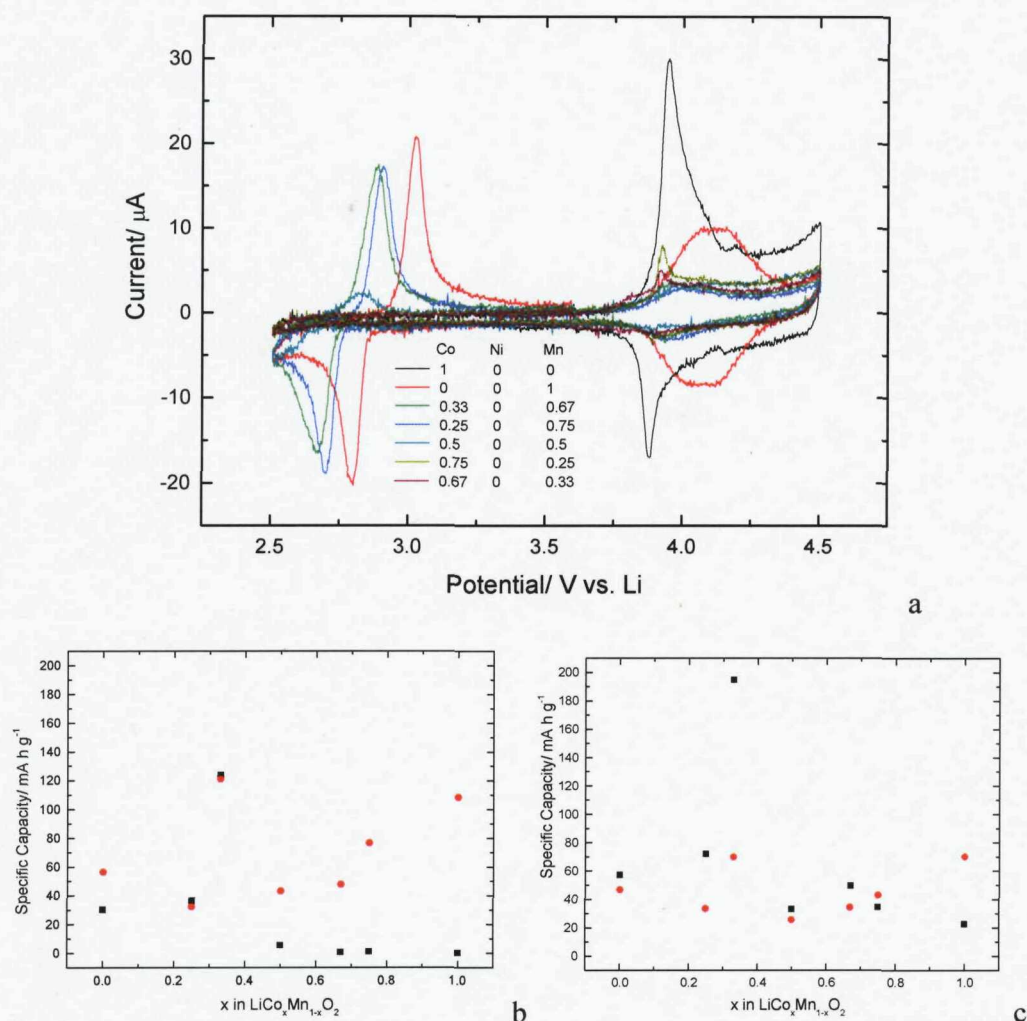 30
20
10
0
-10
-20
Current/ μA
Co Ni Mn
1 0 0
0 0 1
0.33 0 0.67
0.25 0 0.75
0.5 0 0.5
0.75 0 0.25
0.67 0 0.33
2.5 3.0 3.5 4.0 4.5
Potential/ V vs. Li
a
200
180
160
140
120
100
80
60
40
20
0
Specific Capacity/ mA h g⁻¹
0.0 0.2 0.4 0.6 0.8 1.0
x in LiCoₓMn₁₋ₓO₂
b
200
180
160
140
120
100
80
60
40
20
0
Specific Capacity/ mA h g⁻¹
0.0 0.2 0.4 0.6 0.8 1.0
x in LiCoₓMn₁₋ₓO₂
c